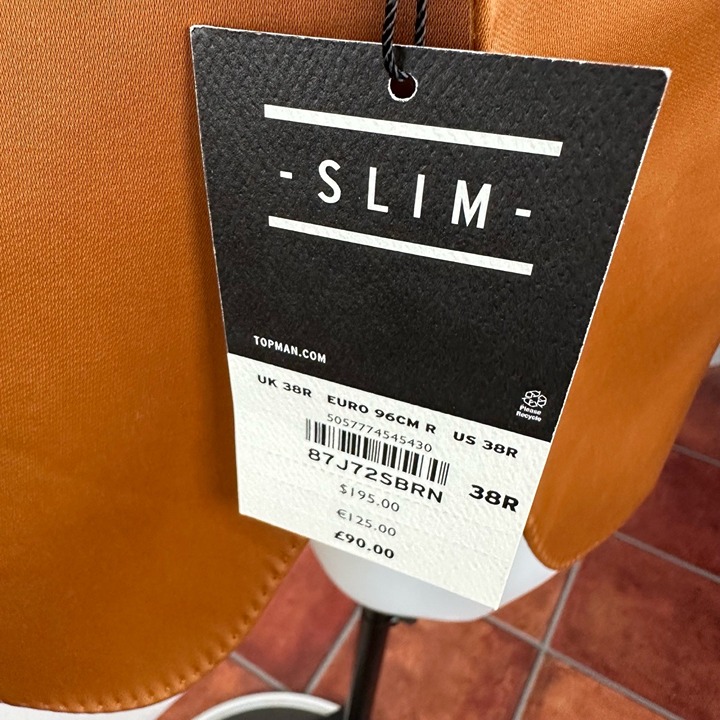 - SLIM -
TOPMAN.COM
Please
Recycle
UK 38R EURO 96CM R US 38R
5057774545430
87J72SBRN 38R
$195.00
€125.00
£90.00